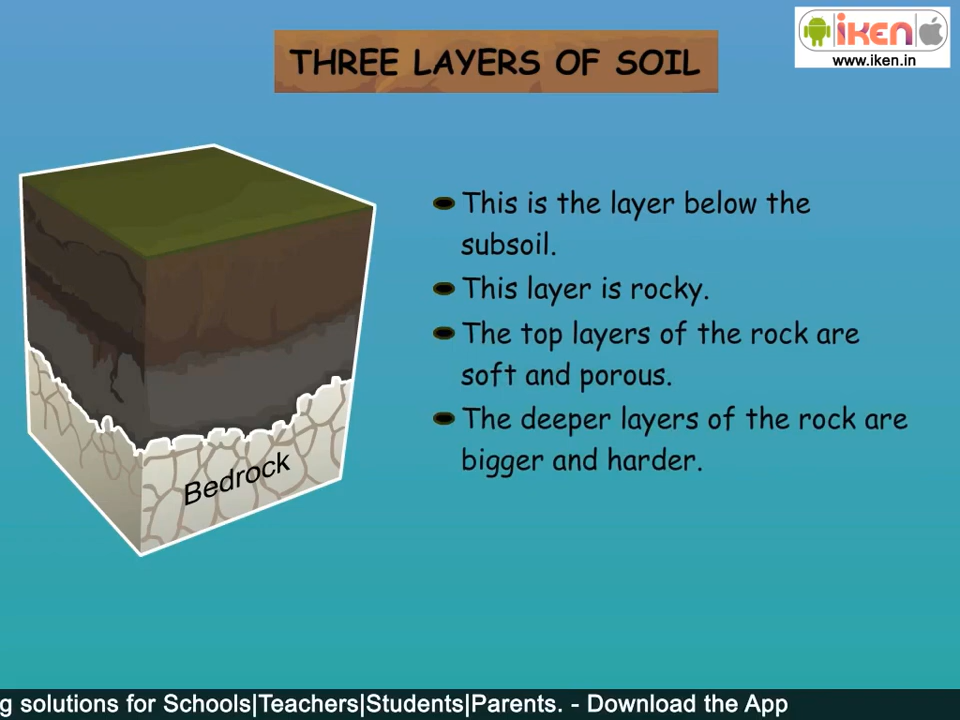 THREE LAYERS OF SOIL
iken
www.iken.in
This is the layer below the
subsoil.
This layer is rocky.
The top layers of the rock are
soft and porous.
The deeper layers of the rock are
bigger and harder.
Bedrock
g solutions for Schools|Teachers|Students|Parents. - Download the App